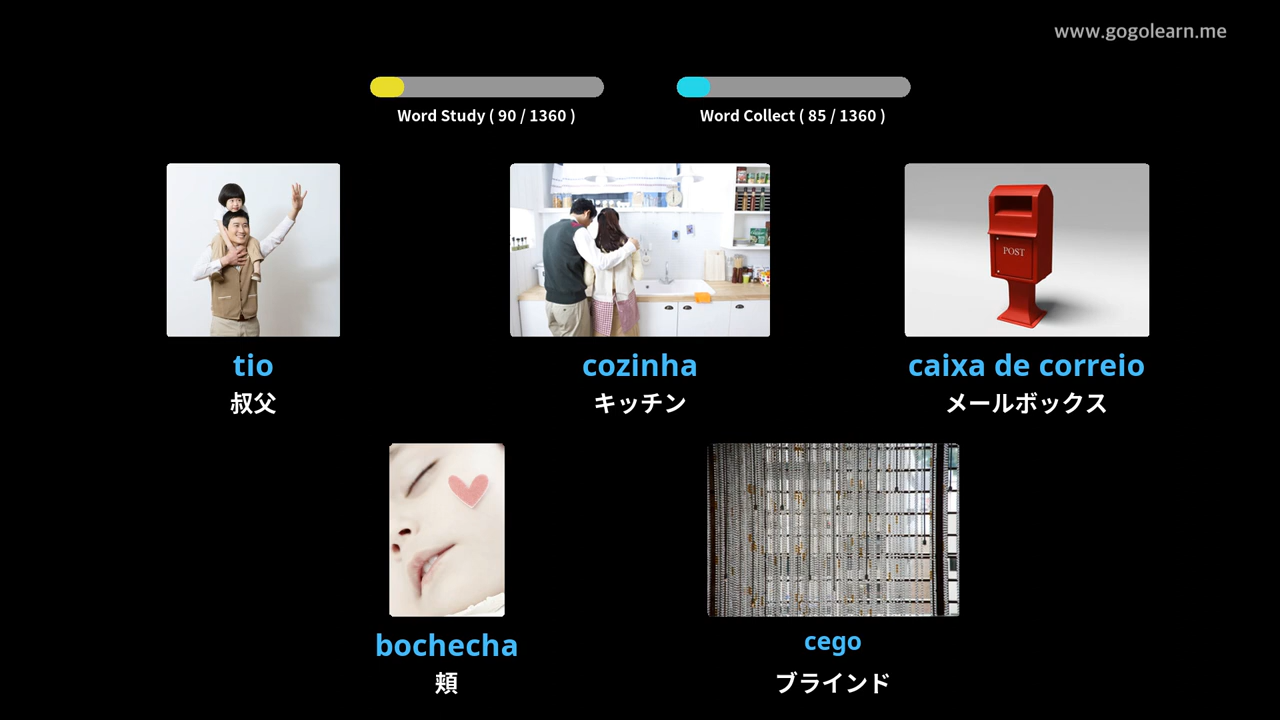 www.gogolearn.me
Word Study ( 90 / 1360 )
Word Collect ( 85 / 1360 )
POST
tio
叔父
cozinha
キッチン
caixa de correio
メールボックス
bochecha
頬
cego
ブラインド